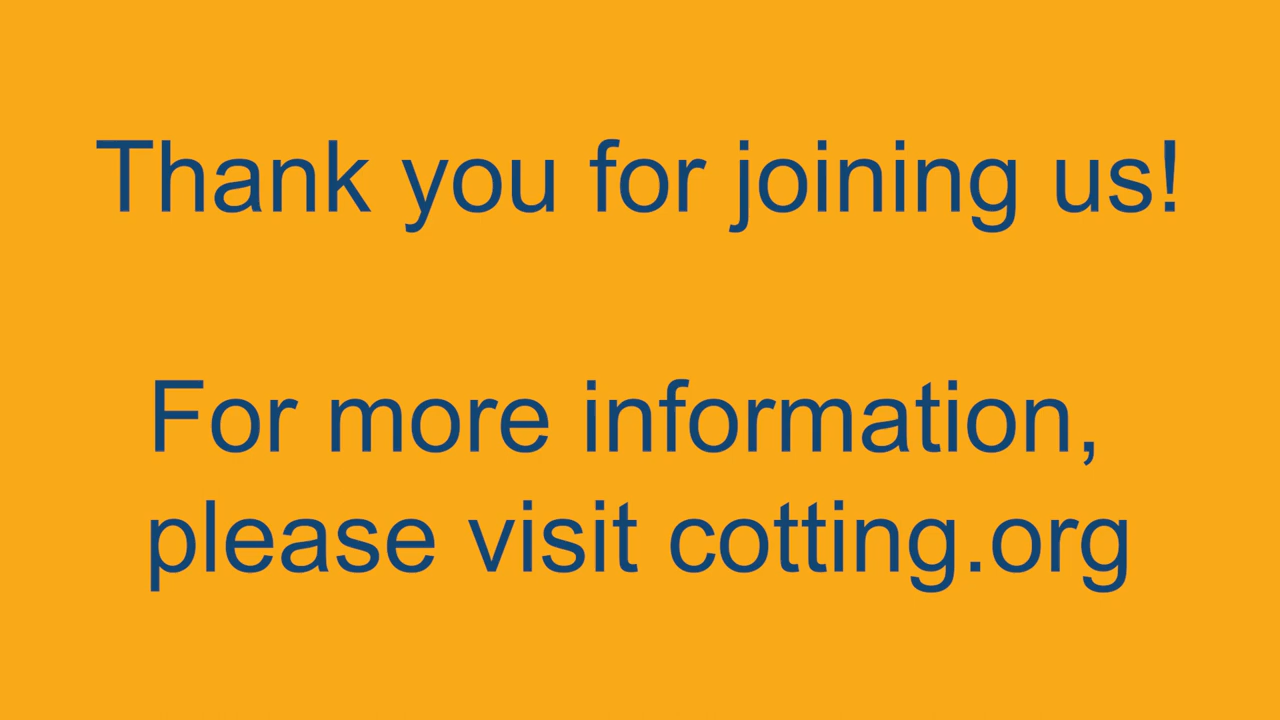 Thank you for joining us!
For more information,
please visit cotting.org